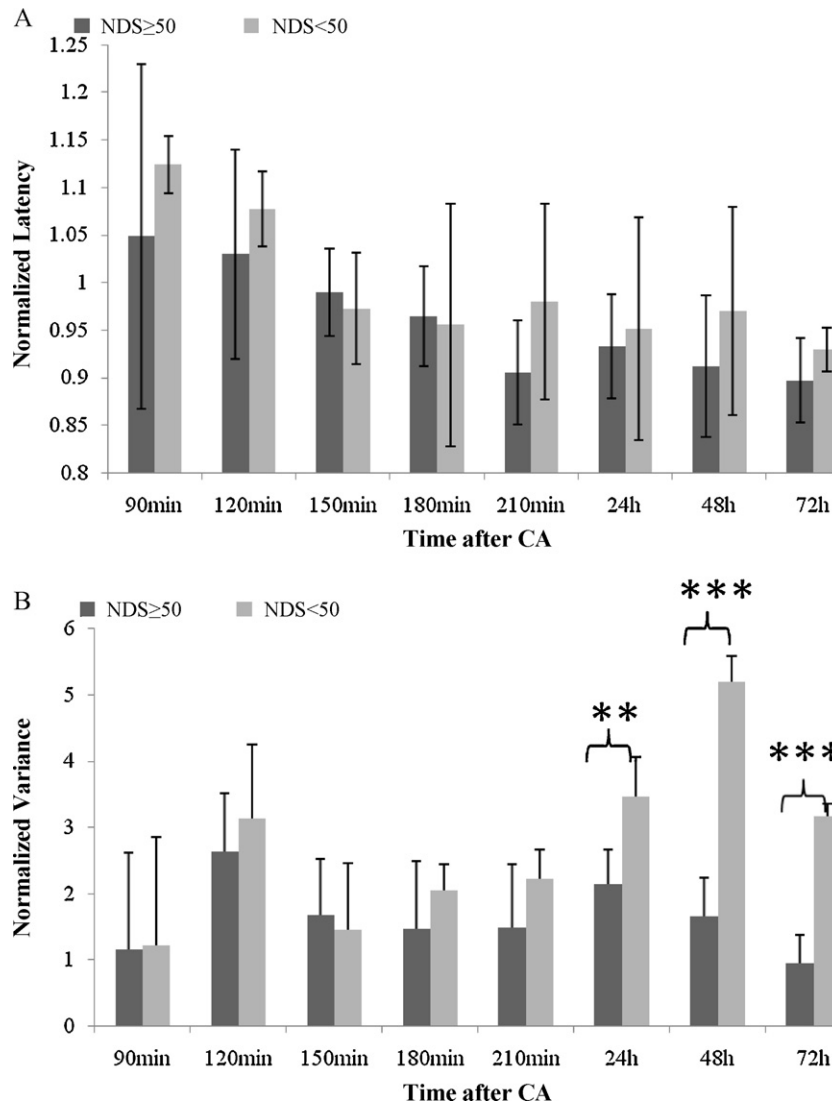 A
NDS≥50 NDS<50
1.25
1.2
1.15
1.1
1.05
1
0.95
0.9
0.85
0.8
Normalized Latency
90min 120min 150min 180min 210min 24h 48h 72h
Time after CA
B
NDS≥50 NDS<50
6
5
4
3
2
1
0
Normalized Variance
***
**
***
90min 120min 150min 180min 210min 24h 48h 72h
Time after CA